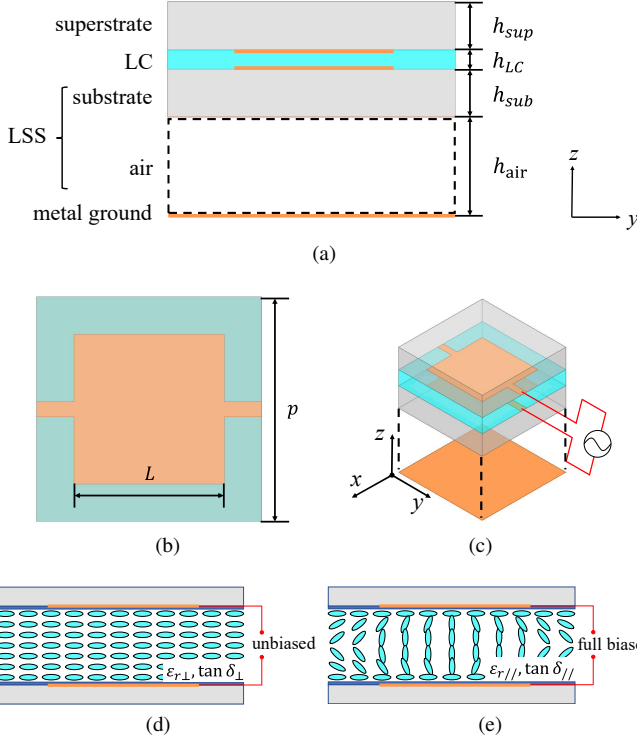 superstrate
h_sup
LC
h_LC
substrate
h_sub
LSS
air
h_air
metal ground
z
y
(a)
p
L
(b)
z
x
y
(c)
unbiased
ε_r⊥, tan δ_⊥
(d)
full biase
ε_r//, tan δ_//
(e)